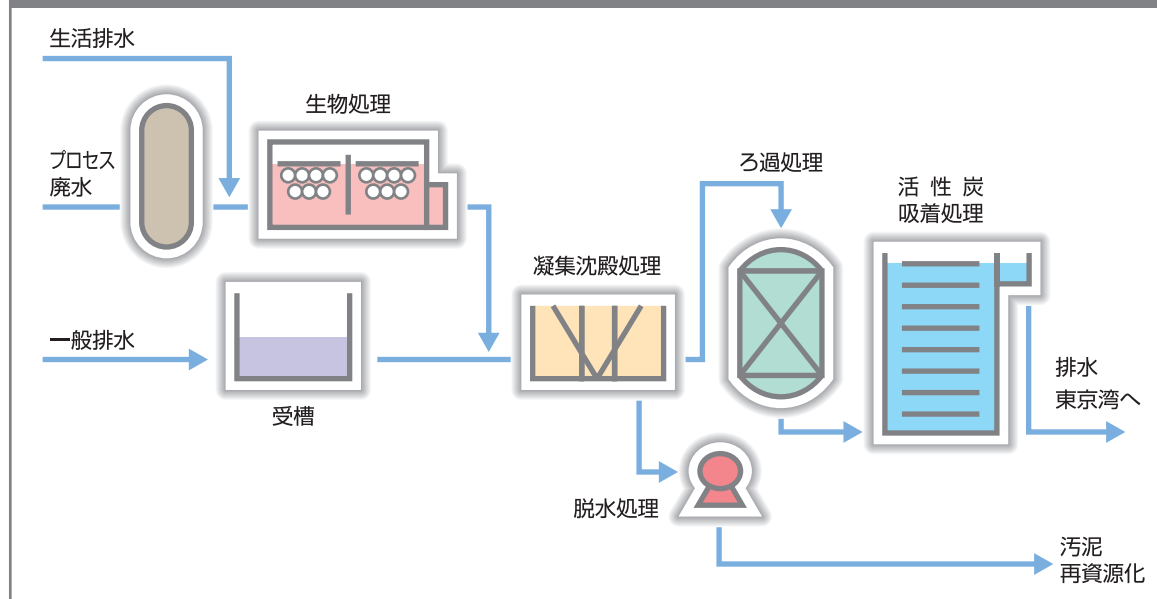 生活排水
生物処理
プロセス
廃水
ろ過処理
活性炭
吸着処理
凝集沈殿処理
一般排水
受槽
排水
東京湾へ
脱水処理
汚泥
再資源化